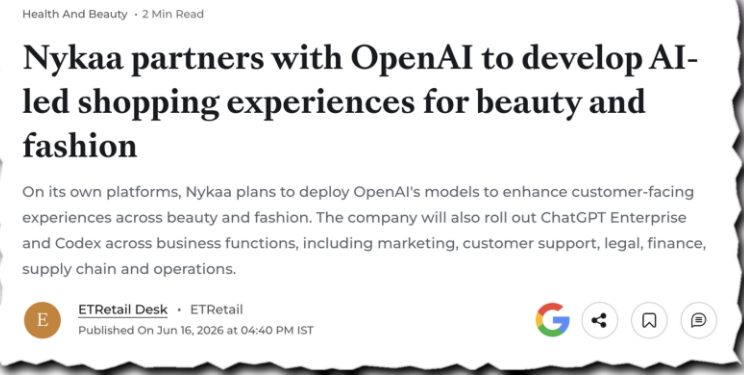 Health And Beauty • 2 Min Read
Nykaa partners with OpenAI to develop AI-
led shopping experiences for beauty and
fashion
On its own platforms, Nykaa plans to deploy OpenAI's models to enhance customer-facing
experiences across beauty and fashion. The company will also roll out ChatGPT Enterprise
and Codex across business functions, including marketing, customer support, legal, finance,
supply chain and operations.
E
ETRetail Desk • ETRetail
Published On Jun 16, 2026 at 04:40 PM IST
G